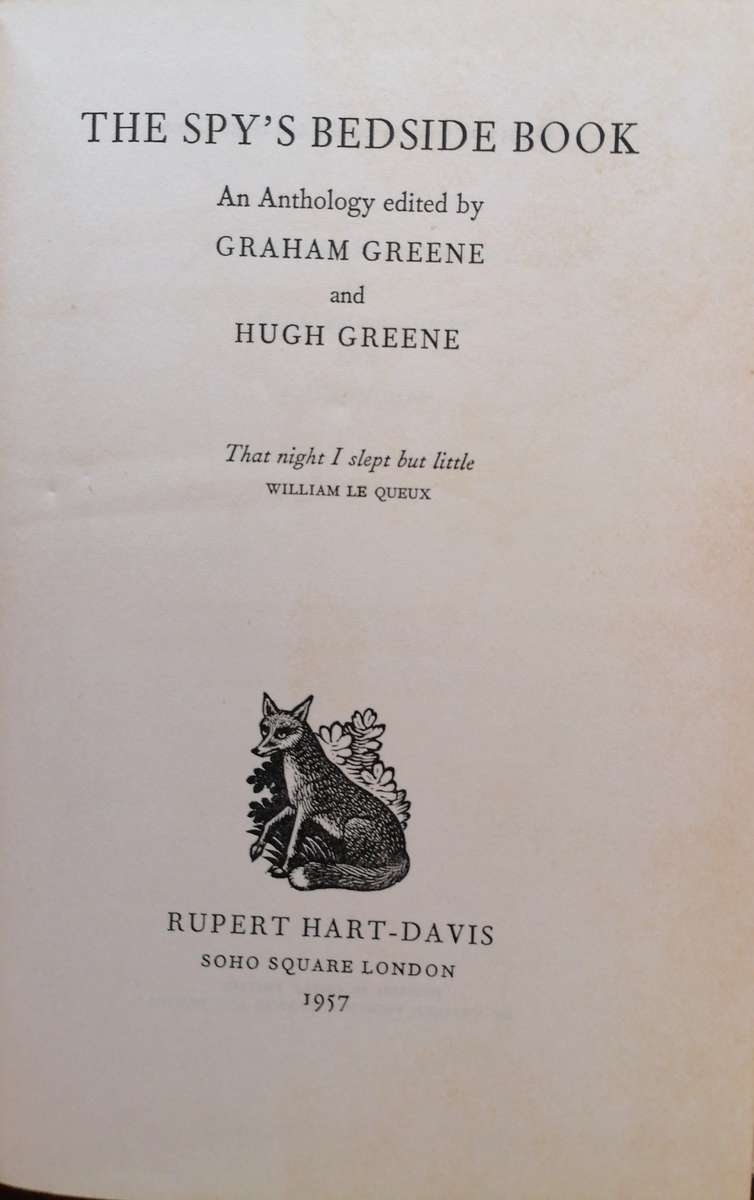 THE SPY'S BEDSIDE BOOK
An Anthology edited by
GRAHAM GREENE
and
HUGH GREENE
That night I slept but little
WILLIAM LE QUEUX
RUPERT HART-DAVIS
SOHO SQUARE LONDON
1957